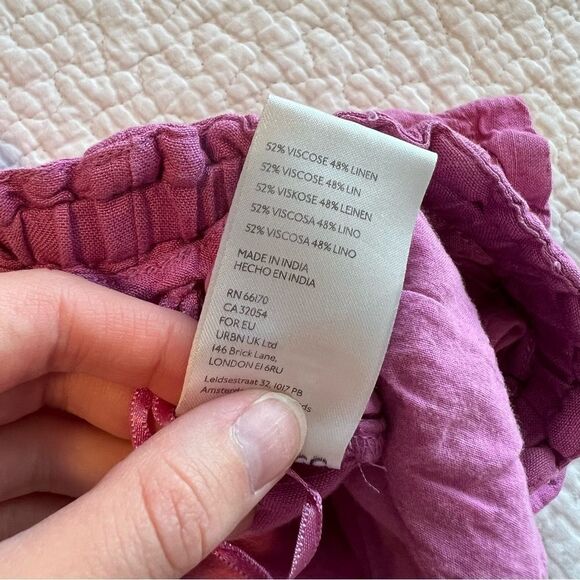 52% VISCOSE 48% LINEN
52% VISCOSE 48% LIN
52% VISKOSE 48% LEINEN
52% VISCOSA 48% LINO
52% VISCOSA 48% LINO
MADE IN INDIA
HECHO EN INDIA
RN 66170
CA 32054
FOR EU
URBN UK Ltd
146 Brick Lane,
LONDON E1 6RU
Leidsestraat 32, 1017 PB